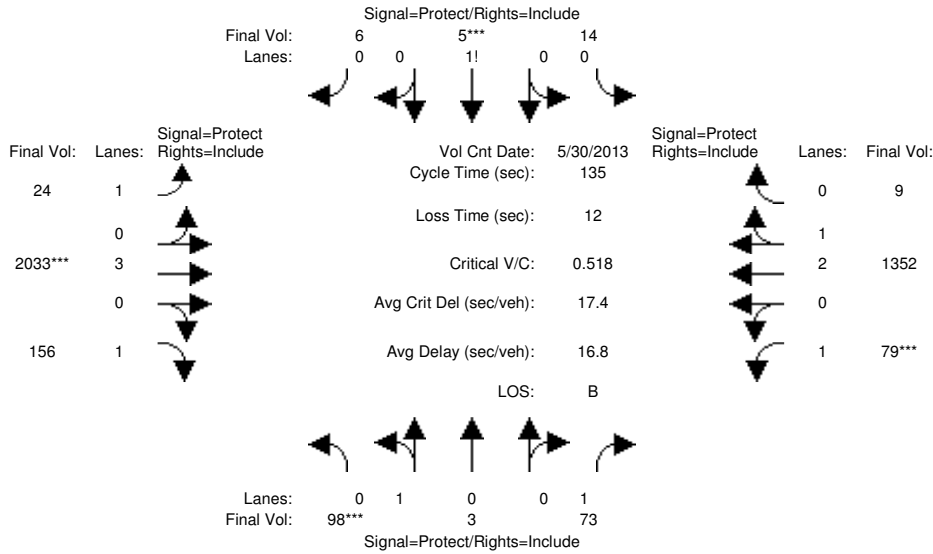 Signal=Protect/Rights=Include
Final Vol: 6 5*** 14
Lanes: 0 0 1! 0 0
Signal=Protect Signal=Protect
Final Vol: Lanes: Rights=Include Vol Cnt Date: 5/30/2013 Rights=Include Lanes: Final Vol:
Cycle Time (sec): 135
24 1 0 9
Loss Time (sec): 12
0 1
2033*** 3 Critical V/C: 0.518 2 1352
0 Avg Crit Del (sec/veh): 17.4 0
156 1 Avg Delay (sec/veh): 16.8 1 79***
LOS: B
Lanes: 0 1 0 0 1
Final Vol: 98*** 3 73
Signal=Protect/Rights=Include